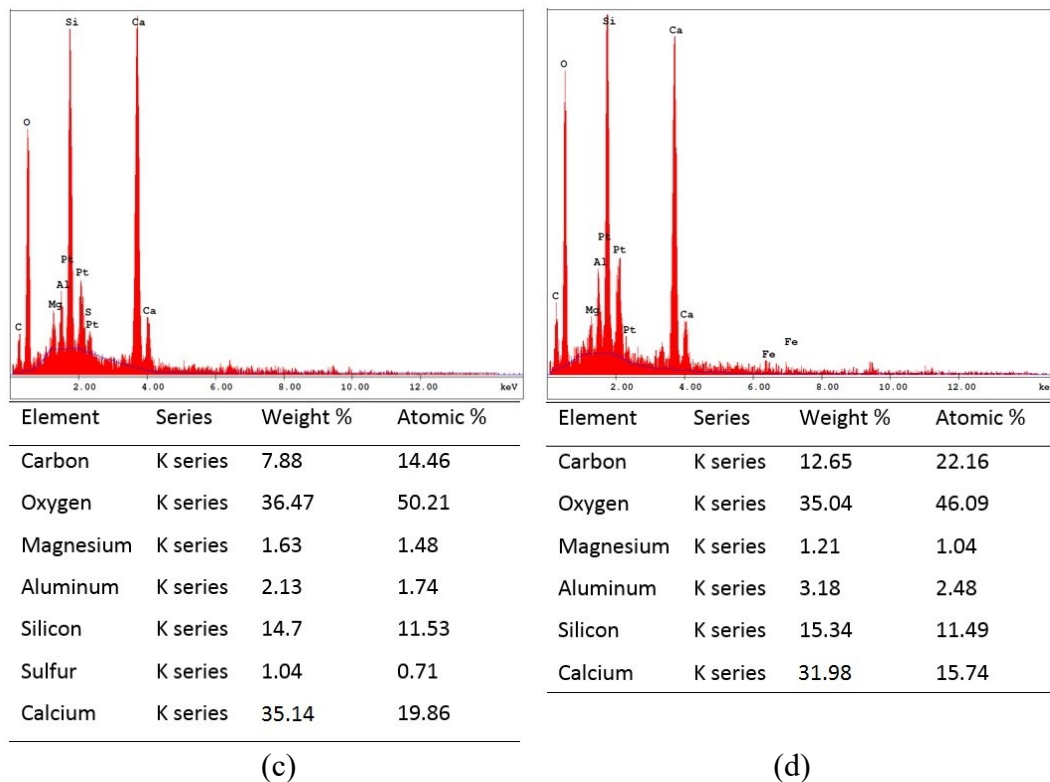 Si
Ca
O
Pt
Al
Pt
Mg
S
C
Pt
Ca
2.00 4.00 6.00 8.00 10.00 12.00 keV
Element Series Weight % Atomic %
Carbon K series 7.88 14.46
Oxygen K series 36.47 50.21
Magnesium K series 1.63 1.48
Aluminum K series 2.13 1.74
Silicon K series 14.7 11.53
Sulfur K series 1.04 0.71
Calcium K series 35.14 19.86
(c)
Si
Ca
O
Pt
Pt
Al
C
Mg
Pt
Ca
Fe
Fe
2.00 4.00 6.00 8.00 10.00 12.00 ke
Element Series Weight % Atomic %
Carbon K series 12.65 22.16
Oxygen K series 35.04 46.09
Magnesium K series 1.21 1.04
Aluminum K series 3.18 2.48
Silicon K series 15.34 11.49
Calcium K series 31.98 15.74
(d)